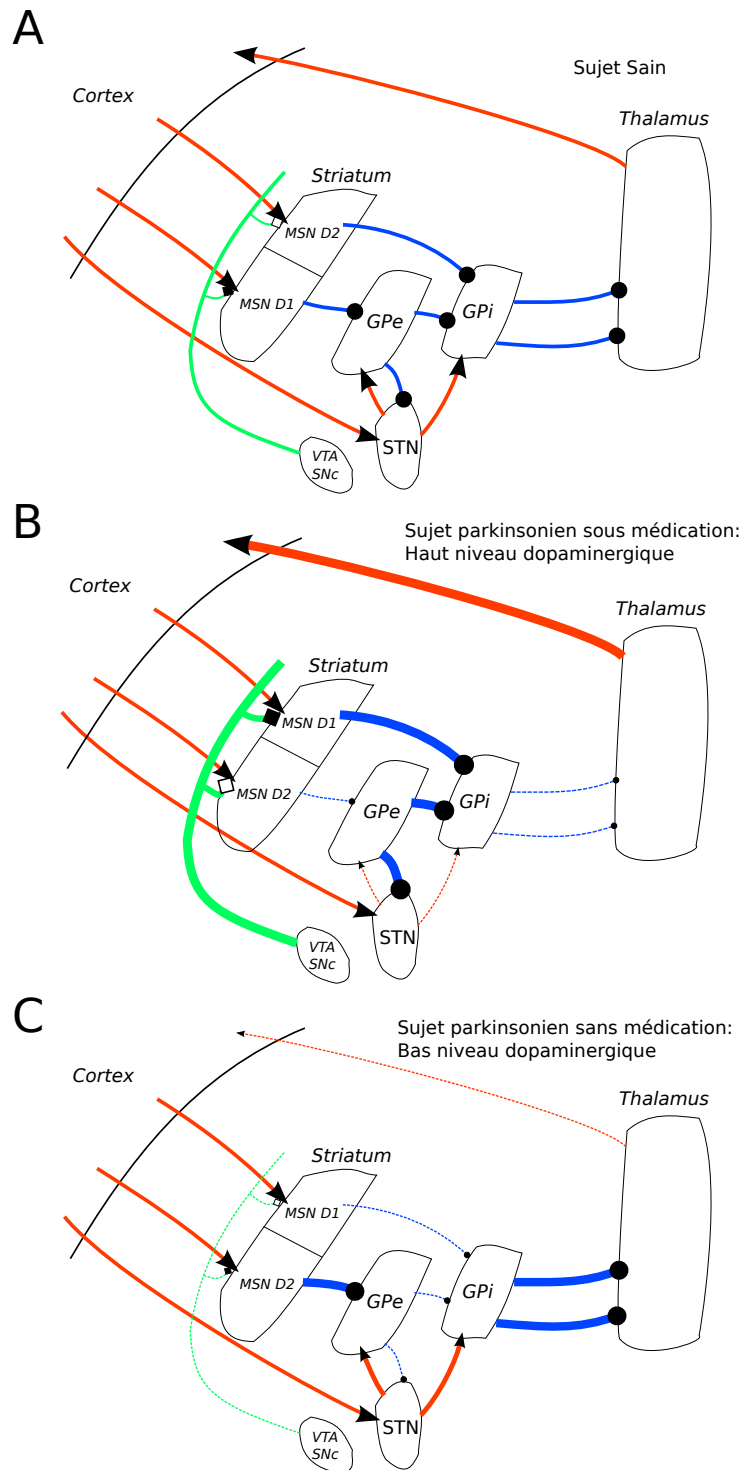 A
Sujet Sain
Cortex
Thalamus
Striatum
MSN D2
MSN D1
GPe
GPi
STN
VTA
SNc
B
Sujet parkinsonien sous médication:
Haut niveau dopaminergique
Cortex
Thalamus
Striatum
MSN D1
MSN D2
GPe
GPi
STN
VTA
SNc
C
Sujet parkinsonien sans médication:
Bas niveau dopaminergique
Cortex
Thalamus
Striatum
MSN D1
MSN D2
GPe
GPi
STN
VTA
SNc